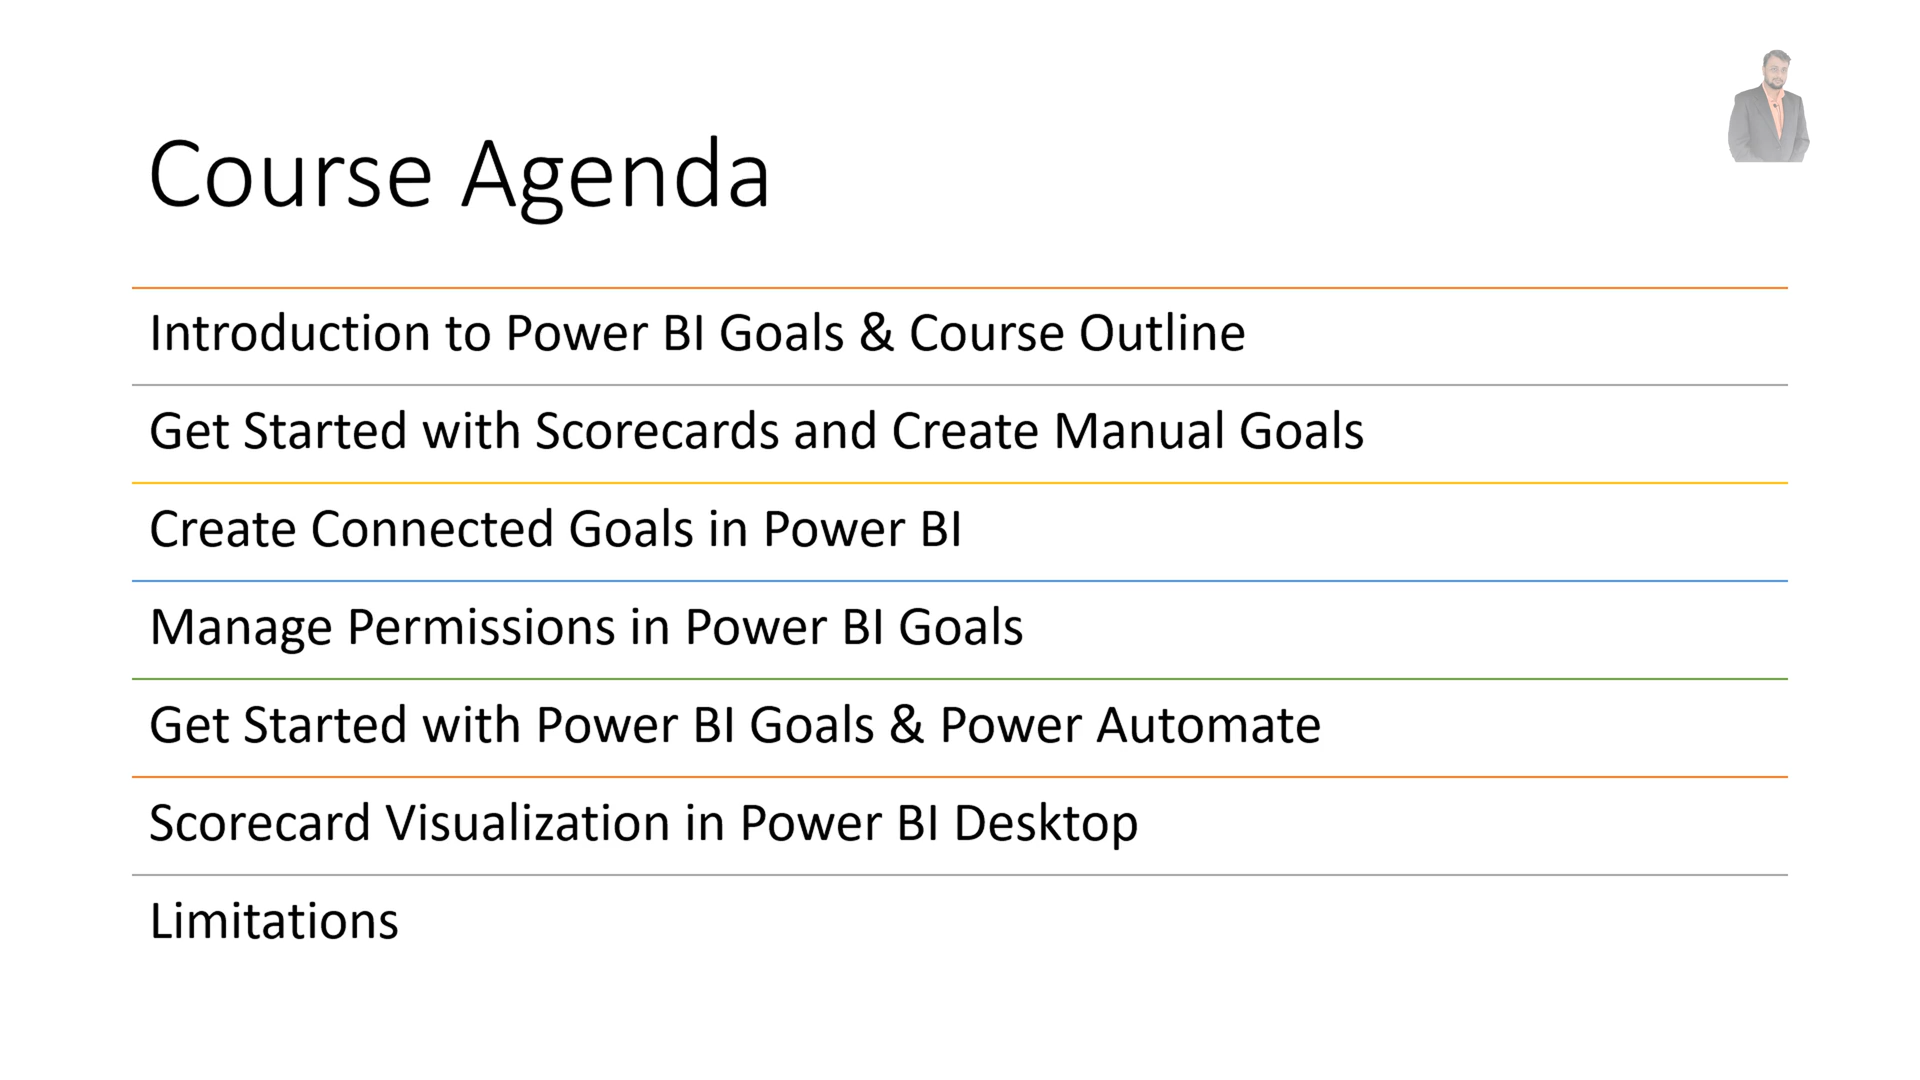 Course Agenda
Introduction to Power BI Goals & Course Outline
Get Started with Scorecards and Create Manual Goals
Create Connected Goals in Power BI
Manage Permissions in Power BI Goals
Get Started with Power BI Goals & Power Automate
Scorecard Visualization in Power BI Desktop
Limitations